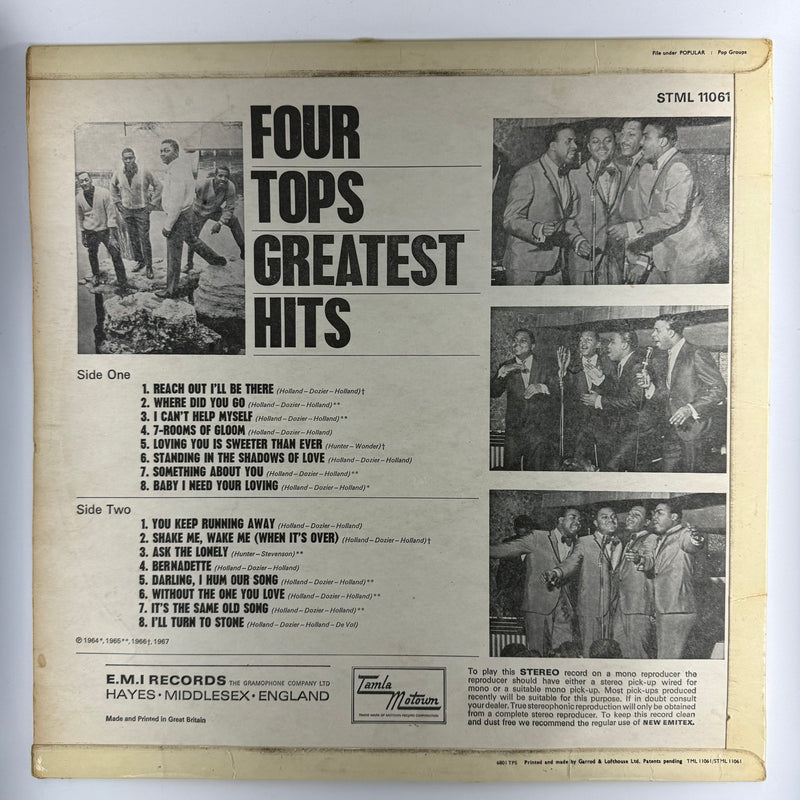 File under POPULAR : Pop Groups
STML 11061
FOUR
TOPS
GREATEST
HITS
Side One
1. REACH OUT I'LL BE THERE (Holland–Dozier–Holland)†
2. WHERE DID YOU GO (Holland–Dozier–Holland)**
3. I CAN'T HELP MYSELF (Holland–Dozier–Holland)**
4. 7-ROOMS OF GLOOM (Holland–Dozier–Holland)
5. LOVING YOU IS SWEETER THAN EVER (Hunter–Wonder)†
6. STANDING IN THE SHADOWS OF LOVE (Holland–Dozier–Holland)
7. SOMETHING ABOUT YOU (Holland–Dozier–Holland)**
8. BABY I NEED YOUR LOVING (Holland–Dozier–Holland)*
Side Two
1. YOU KEEP RUNNING AWAY (Holland–Dozier–Holland)
2. SHAKE ME, WAKE ME (WHEN IT'S OVER) (Holland–Dozier–Holland)†
3. ASK THE LONELY (Hunter–Stevenson)**
4. BERNADETTE (Holland–Dozier–Holland)
5. DARLING, I HUM OUR SONG (Holland–Dozier–Holland)**
6. WITHOUT THE ONE YOU LOVE (Holland–Dozier–Holland)**
7. IT'S THE SAME OLD SONG (Holland–Dozier–Holland)**
8. I'LL TURN TO STONE (Holland–Dozier–Holland–De Vol)
℗ 1964*, 1965**, 1966†, 1967
E.M.I RECORDS THE GRAMOPHONE COMPANY LTD
HAYES · MIDDLESEX · ENGLAND
Made and Printed in Great Britain
Tamla
Motown
TRADE MARK OF MOTOWN RECORD CORPORATION
To play this STEREO record on a mono reproducer the
reproducer should have either a stereo pick-up wired for
mono or a suitable mono pick-up. Most pick-ups produced
recently will be suitable for this purpose. If in doubt consult
your dealer. True stereophonic reproduction will only be obtained
from a complete stereo reproducer. To keep this record clean
and dust free we recommend the regular use of NEW EMITEX.
6801 TPS Printed and made by Garrod & Lofthouse Ltd. Patents pending TML 11061/STML 11061